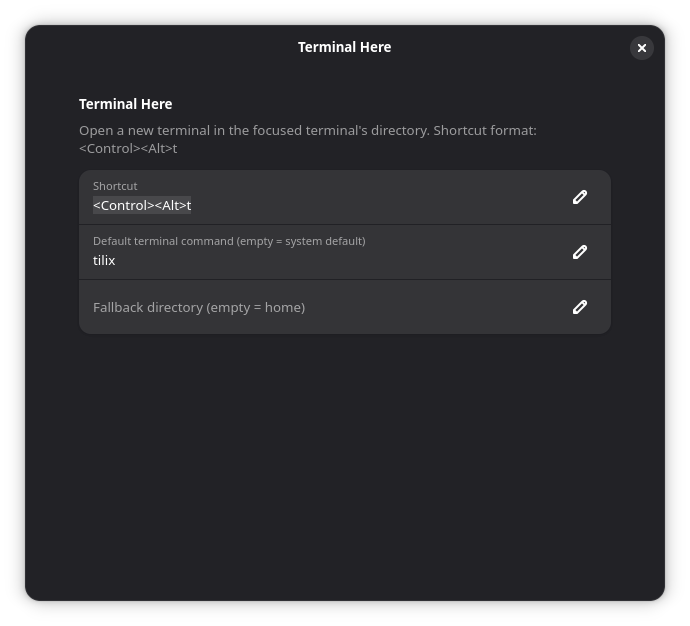 Terminal Here
Terminal Here
Open a new terminal in the focused terminal's directory. Shortcut format:
<Control><Alt>t
Shortcut
<Control><Alt>t
Default terminal command (empty = system default)
tilix
Fallback directory (empty = home)